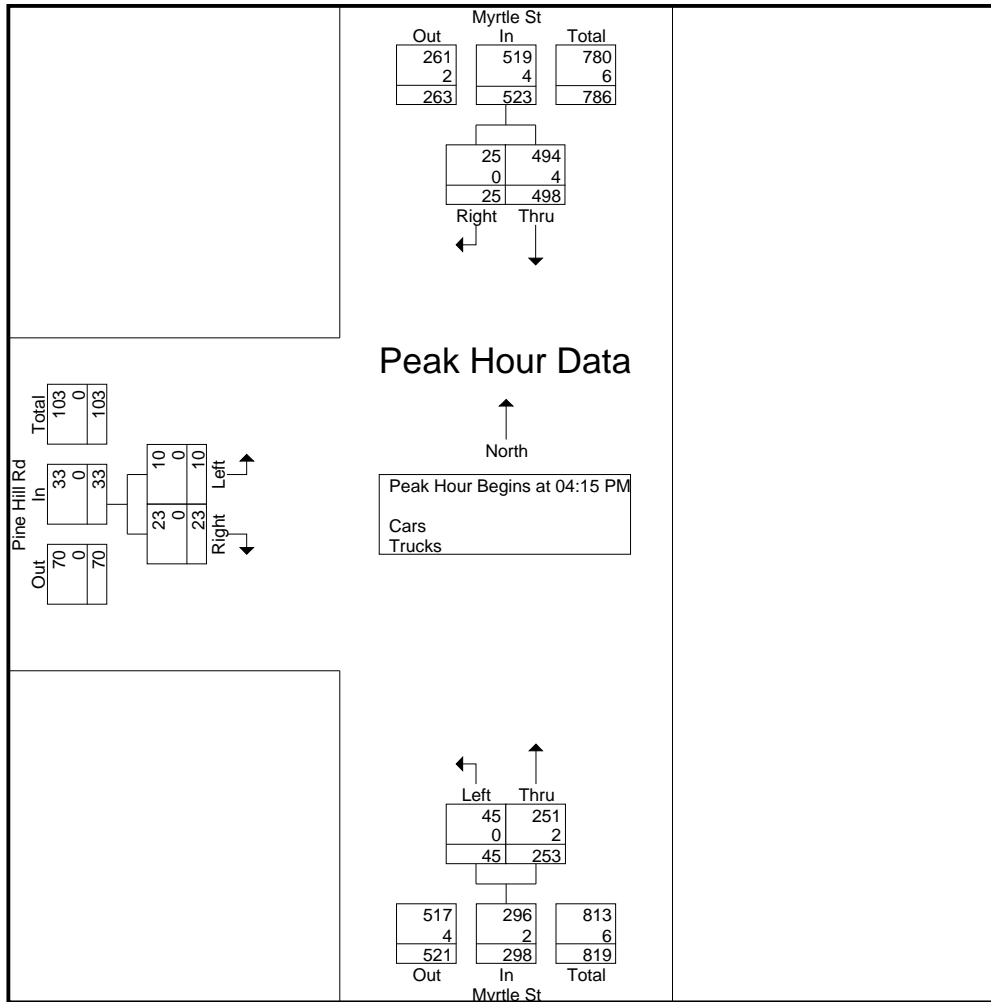 Myrtle St
Out In Total
261 519 780
2 4 6
263 523 786
25 494
0 4
25 498
Right Thru
Peak Hour Data
North
Peak Hour Begins at 04:15 PM
Cars
Trucks
Pine Hill Rd
Out In Total
70 33 103
0 0 0
70 33 103
23 10
0 0
23 10
Right Left
Left Thru
45 251
0 2
45 253
517 296 813
4 2 6
521 298 819
Out In Total
Myrtle St